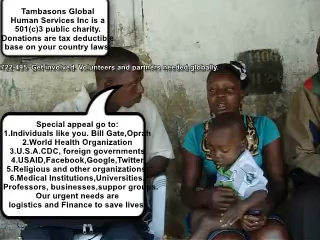 Tambasons Global
Human Services Inc is a
501(c)3 public charity.
Donations are tax deductible
base on your country laws
722-495. Get involved. Volunteers and partners needed globally.
Special appeal go to:
1.Individuals like you. Bill Gate,Oprah
2.World Health Organization
3.U.S.A.CDC, foreign governments
4.USAID,Facebook,Google,Twitter,
5.Religious and other organizations
6.Medical Institutions,Universities.
Professors, businesses,suppor groups.
Our urgent needs are
logistics and Finance to save lives